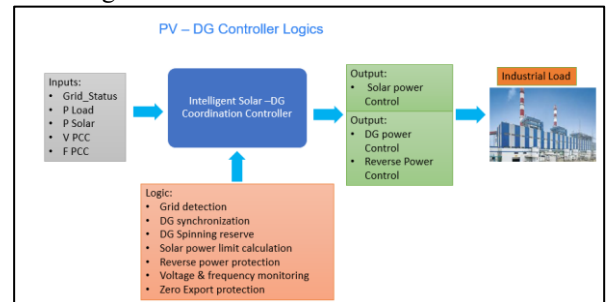 PV – DG Controller Logics
Inputs:
• Grid_Status
• P Load
• P Solar
• V PCC
• F PCC
Intelligent Solar –DG
Coordination Controller
Output:
• Solar power
Control
Output:
• DG power
Control
• Reverse Power
Control
Industrial Load
Logic:
• Grid detection
• DG synchronization
• DG Spinning reserve
• Solar power limit calculation
• Reverse power protection
• Voltage & frequency monitoring
• Zero Export protection